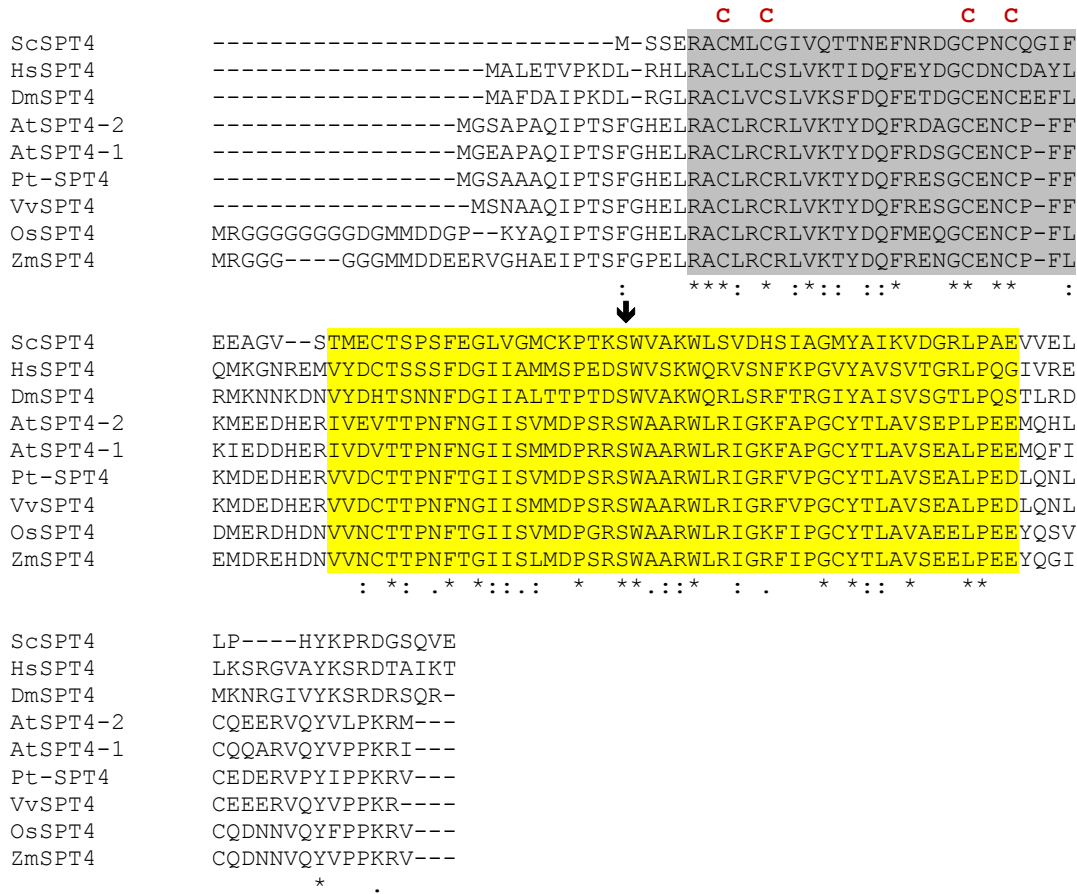 C C C C
ScSPT4 ----------------------------M-SSERACMLCGIVQTTNEFNRDGCPNCQGIF
HsSPT4 -------------------MALETVPKDL-RHLRACLLCSLVKTIDQFEYDGCDNCDAYL
DmSPT4 -------------------MAFDAIPKDL-RGLRACLVCSLVKSFDQFETDGCENCEEFL
AtSPT4-2 -----------------MGSAPAQIPTSFGHELRACLRCRLVKTYDQFRDAGCENCP-FF
AtSPT4-1 -----------------MGEAPAQIPTSFGHELRACLRCRLVKTYDQFRDSGCENCP-FF
Pt-SPT4 -----------------MGSAAAQIPTSFGHELRACLRCRLVKTYDQFRESGCENCP-FF
VvSPT4 ------------------MSNAAQIPTSFGHELRACLRCRLVKTYDQFRESGCENCP-FF
OsSPT4 MRGGGGGGGGDGMMDDGP--KYAQIPTSFGHELRACLRCRLVKTYDQFMEQGCENCP-FL
ZmSPT4 MRGGG----GGGMMDDEERVGHAEIPTSFGPELRACLRCRLVKTYDQFRENGCENCP-FL
: ***: * :*:: ::* ** ** :
ScSPT4 EEAGV--STMECTSPSFEGLVGMCKPTKSWVAKWLSVDHSIAGMYAIKVDGRLPAEVVEL
HsSPT4 QMKGNREMVYDCTSSSFDGIIAMMSPEDSWVSKWQRVSNFKPGVYAVSVTGRLPQGIVRE
DmSPT4 RMKNNKDNVYDHTSNNFDGIIALTTPTDSWVAKWQRLSRFTRGIYAISVSGTLPQSTLRD
AtSPT4-2 KMEEDHERIVEVTTPNFNGIISVMDPSRSWAARWLRIGKFAPGCYTLAVSEPLPEEMQHL
AtSPT4-1 KIEDDHERIVDVTTPNFNGIISMMDPRRSWAARWLRIGKFAPGCYTLAVSEALPEEMQFI
Pt-SPT4 KMDEDHERVVDCTTPNFTGIISVMDPSRSWAARWLRIGRFVPGCYTLAVSEALPEDLQNL
VvSPT4 KMDEDHERVVDCTTPNFNGIISMMDPSRSWAARWLRIGRFVPGCYTLAVSEALPEDLQNL
OsSPT4 DMERDHDNVVNCTTPNFTGIISVMDPGRSWAARWLRIGKFIPGCYTLAVAEELPEDYQSV
ZmSPT4 EMDREHDNVVNCTTPNFTGIISLMDPSRSWAARWLRIGRFIPGCYTLAVSEELPEEYQGI
: *: .* *::.: * **.::* : . * *:: * **
ScSPT4 LP----HYKPRDGSQVE
HsSPT4 LKSRGVAYKSRDTAIKT
DmSPT4 MKNRGIVYKSRDRSQR-
AtSPT4-2 CQEERVQYVLPKRM---
AtSPT4-1 CQQARVQYVPPKRI---
Pt-SPT4 CEDERVPYIPPKRV---
VvSPT4 CEEERVQYVPPKR----
OsSPT4 CQDNNVQYFPPKRV---
ZmSPT4 CQDNNVQYVPPKRV---
* .